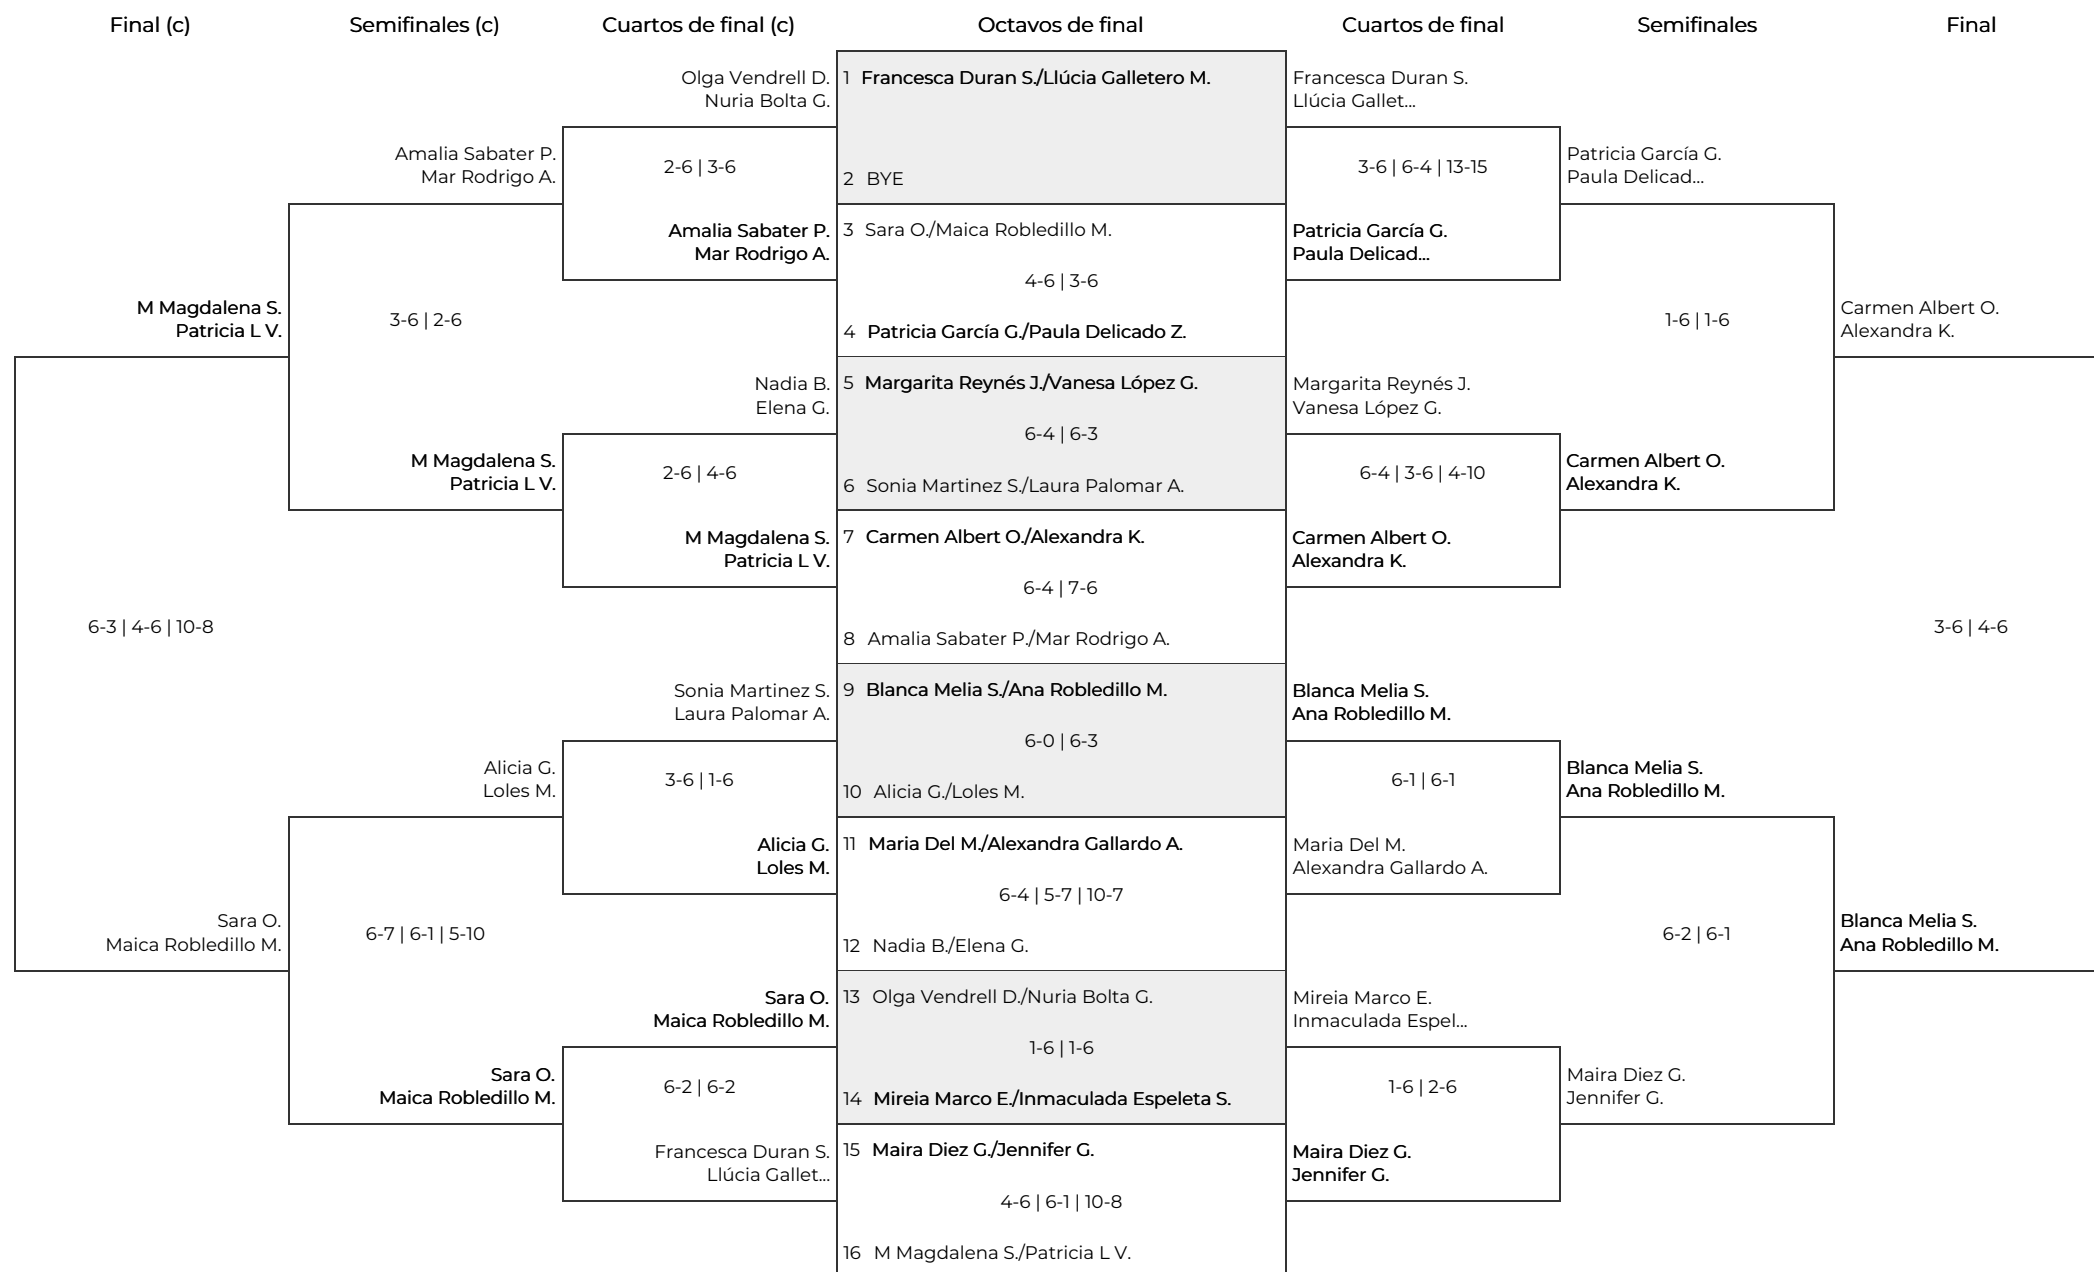 Final (c)
Semifinales (c)
Cuartos de final (c)
Octavos de final
Cuartos de final
Semifinales
Final
M Magdalena S.
Patricia L V.
6-3 | 4-6 | 10-8
Sara O.
Maica Robledillo M.
Amalia Sabater P.
Mar Rodrigo A.
3-6 | 2-6
M Magdalena S.
Patricia L V.
Alicia G.
Loles M.
6-7 | 6-1 | 5-10
Sara O.
Maica Robledillo M.
Olga Vendrell D.
Nuria Bolta G.
2-6 | 3-6
Amalia Sabater P.
Mar Rodrigo A.
Nadia B.
Elena G.
2-6 | 4-6
M Magdalena S.
Patricia L V.
Sonia Martinez S.
Laura Palomar A.
3-6 | 1-6
Alicia G.
Loles M.
Sara O.
Maica Robledillo M.
6-2 | 6-2
Francesca Duran S.
Llúcia Gallet...
1 Francesca Duran S./Llúcia Galletero M.
2 BYE
3 Sara O./Maica Robledillo M.
4-6 | 3-6
4 Patricia García G./Paula Delicado Z.
5 Margarita Reynés J./Vanesa López G.
6-4 | 6-3
6 Sonia Martinez S./Laura Palomar A.
7 Carmen Albert O./Alexandra K.
6-4 | 7-6
8 Amalia Sabater P./Mar Rodrigo A.
9 Blanca Melia S./Ana Robledillo M.
6-0 | 6-3
10 Alicia G./Loles M.
11 Maria Del M./Alexandra Gallardo A.
6-4 | 5-7 | 10-7
12 Nadia B./Elena G.
13 Olga Vendrell D./Nuria Bolta G.
1-6 | 1-6
14 Mireia Marco E./Inmaculada Espeleta S.
15 Maira Diez G./Jennifer G.
4-6 | 6-1 | 10-8
16 M Magdalena S./Patricia L V.
Francesca Duran S.
Llúcia Gallet...
3-6 | 6-4 | 13-15
Patricia García G.
Paula Delicad...
Margarita Reynés J.
Vanesa López G.
6-4 | 3-6 | 4-10
Carmen Albert O.
Alexandra K.
Blanca Melia S.
Ana Robledillo M.
6-1 | 6-1
Maria Del M.
Alexandra Gallardo A.
Mireia Marco E.
Inmaculada Espel...
1-6 | 2-6
Maira Diez G.
Jennifer G.
Patricia García G.
Paula Delicad...
1-6 | 1-6
Carmen Albert O.
Alexandra K.
Blanca Melia S.
Ana Robledillo M.
6-2 | 6-1
Maira Diez G.
Jennifer G.
Carmen Albert O.
Alexandra K.
3-6 | 4-6
Blanca Melia S.
Ana Robledillo M.